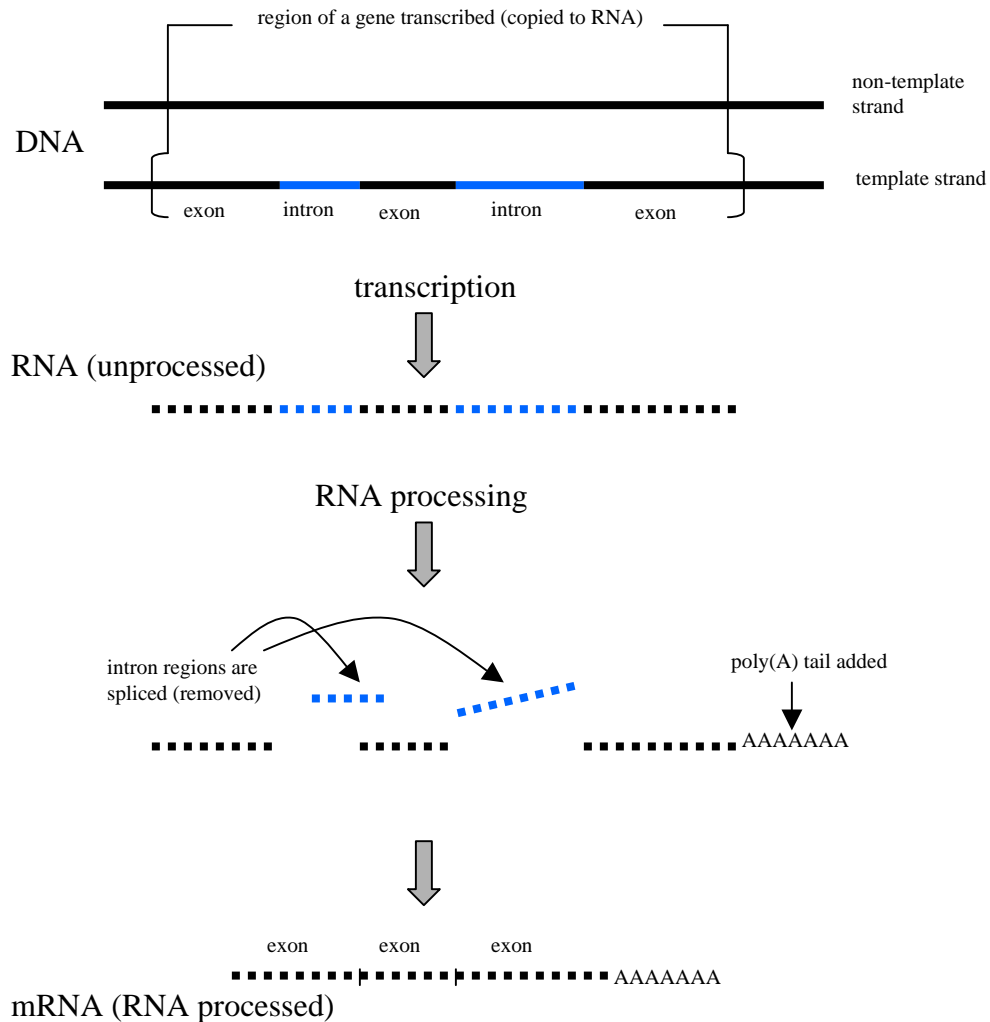 region of a gene transcribed (copied to RNA)
non-template
strand
DNA
template strand
exon intron exon intron exon
transcription
RNA (unprocessed)
RNA processing
intron regions are
spliced (removed)
poly(A) tail added
AAAAAAA
exon exon exon
AAAAAAA
mRNA (RNA processed)